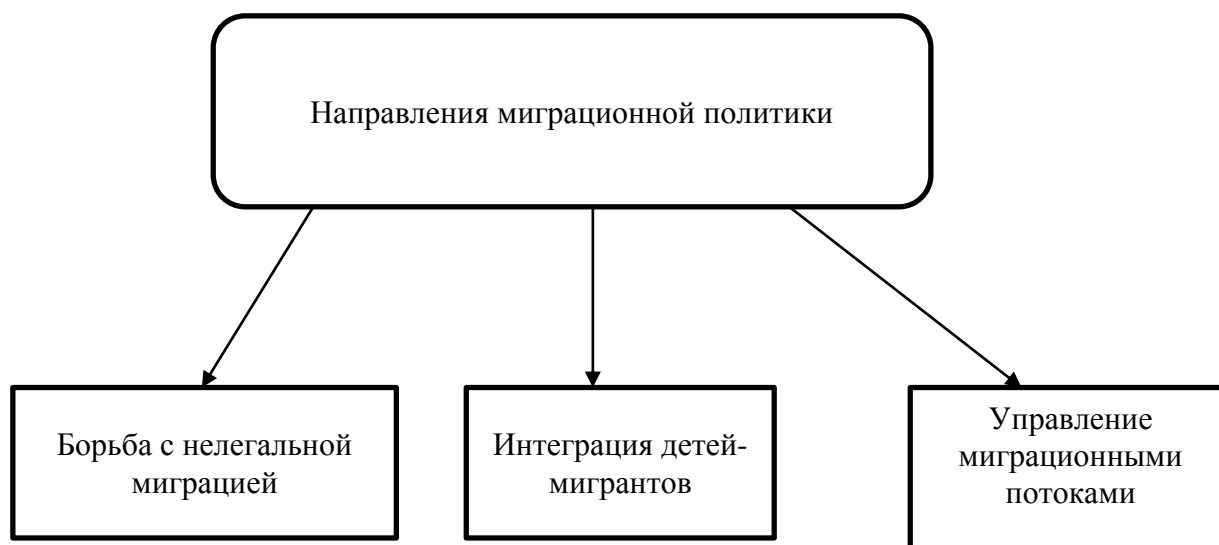 Направления миграционной политики
Борьба с нелегальной
миграцией
Интеграция детей-
мигрантов
Управление
миграционными
потоками